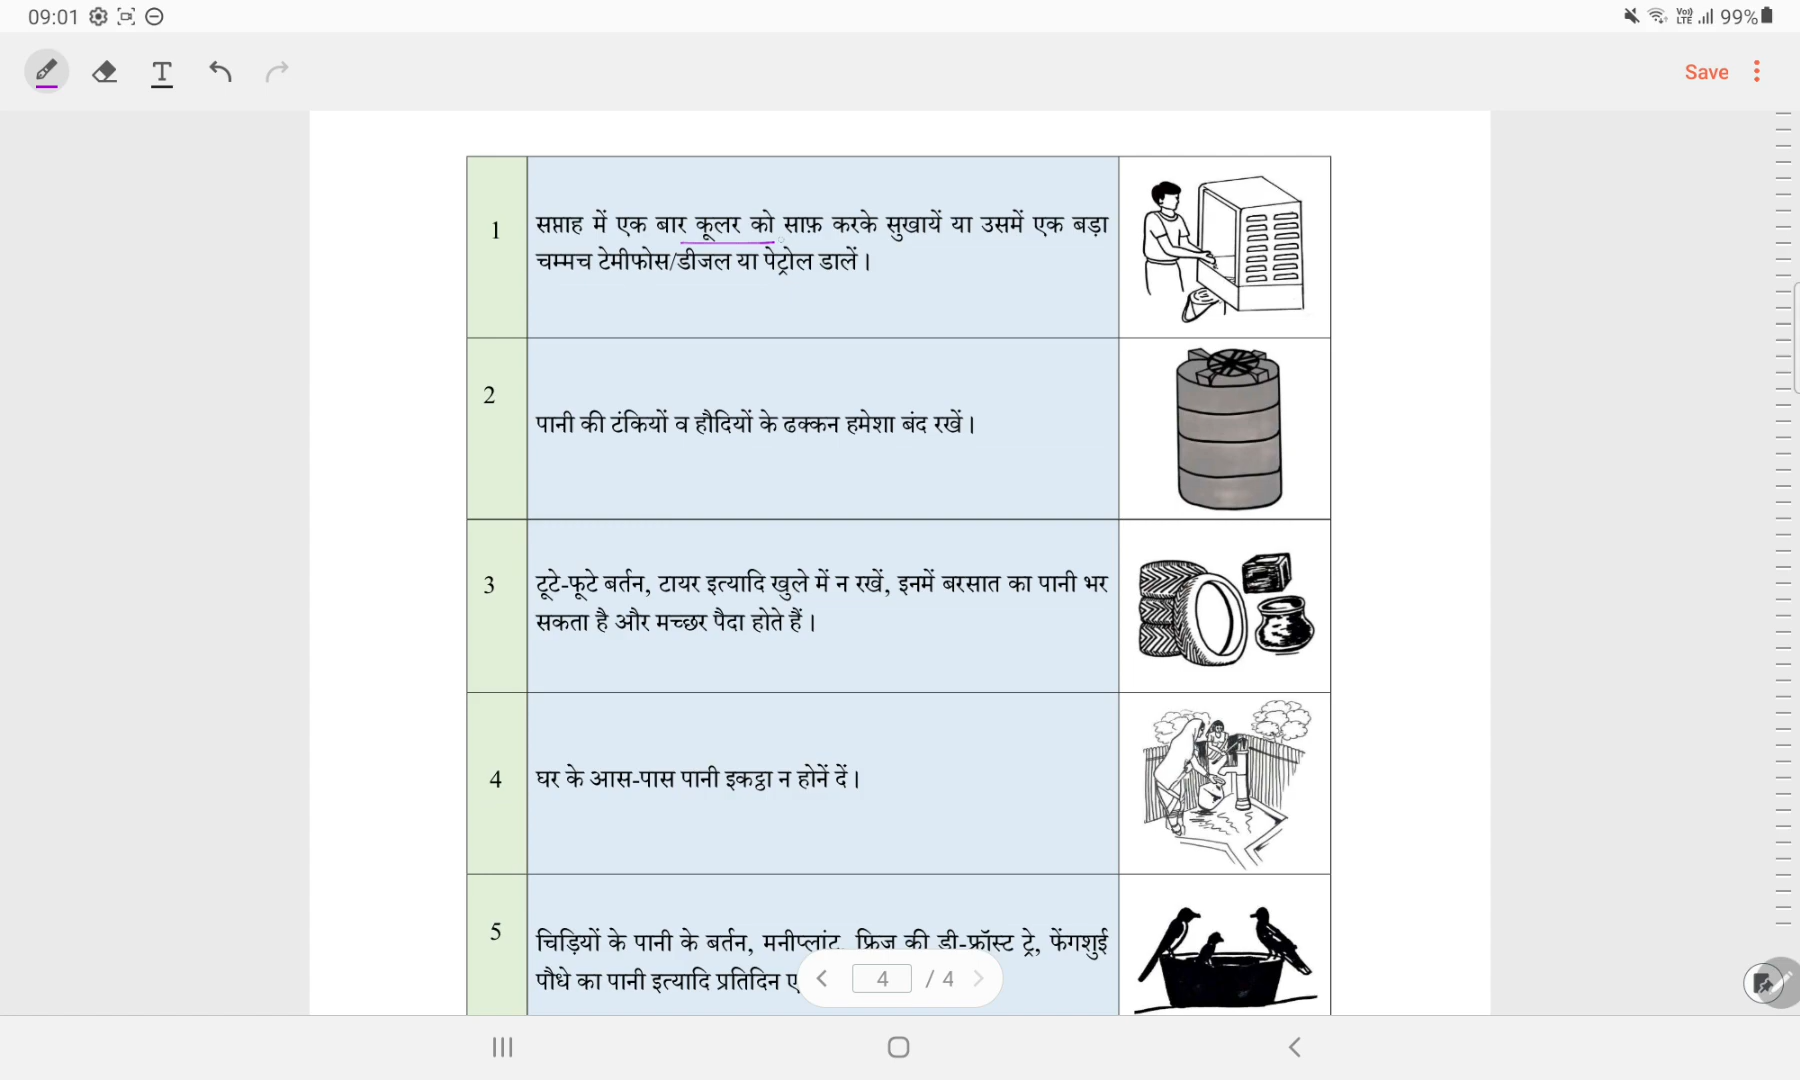 09:01
99%
Save
1
सप्ताह में एक बार कूलर को साफ़ करके सुखायें या उसमें एक बड़ा
चम्मच टेमीफोस/डीजल या पेट्रोल डालें।
2
पानी की टंकियों व हौदियों के ढक्कन हमेशा बंद रखें।
3
टूटे-फूटे बर्तन, टायर इत्यादि खुले में न रखें, इनमें बरसात का पानी भर
सकता है और मच्छर पैदा होते हैं।
4
घर के आस-पास पानी इकट्ठा न होनें दें।
5
चिड़ियों के पानी के बर्तन, मनीप्लांट, फ्रिज की डी-फ्रॉस्ट ट्रे, फेंगशुई
पौधे का पानी इत्यादि प्रतिदिन
4 / 4